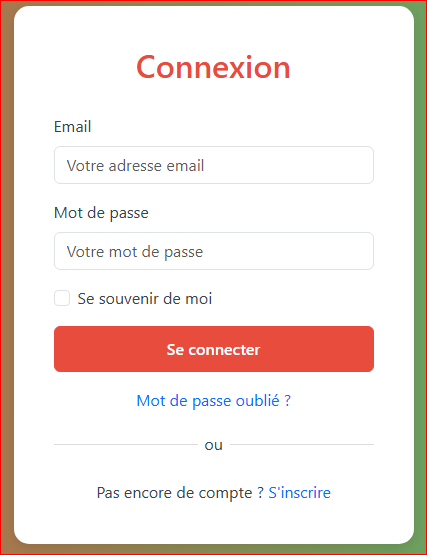 Connexion
Email
Votre adresse email
Mot de passe
Votre mot de passe
Se souvenir de moi
Se connecter
Mot de passe oublié ?
ou
Pas encore de compte ? S'inscrire